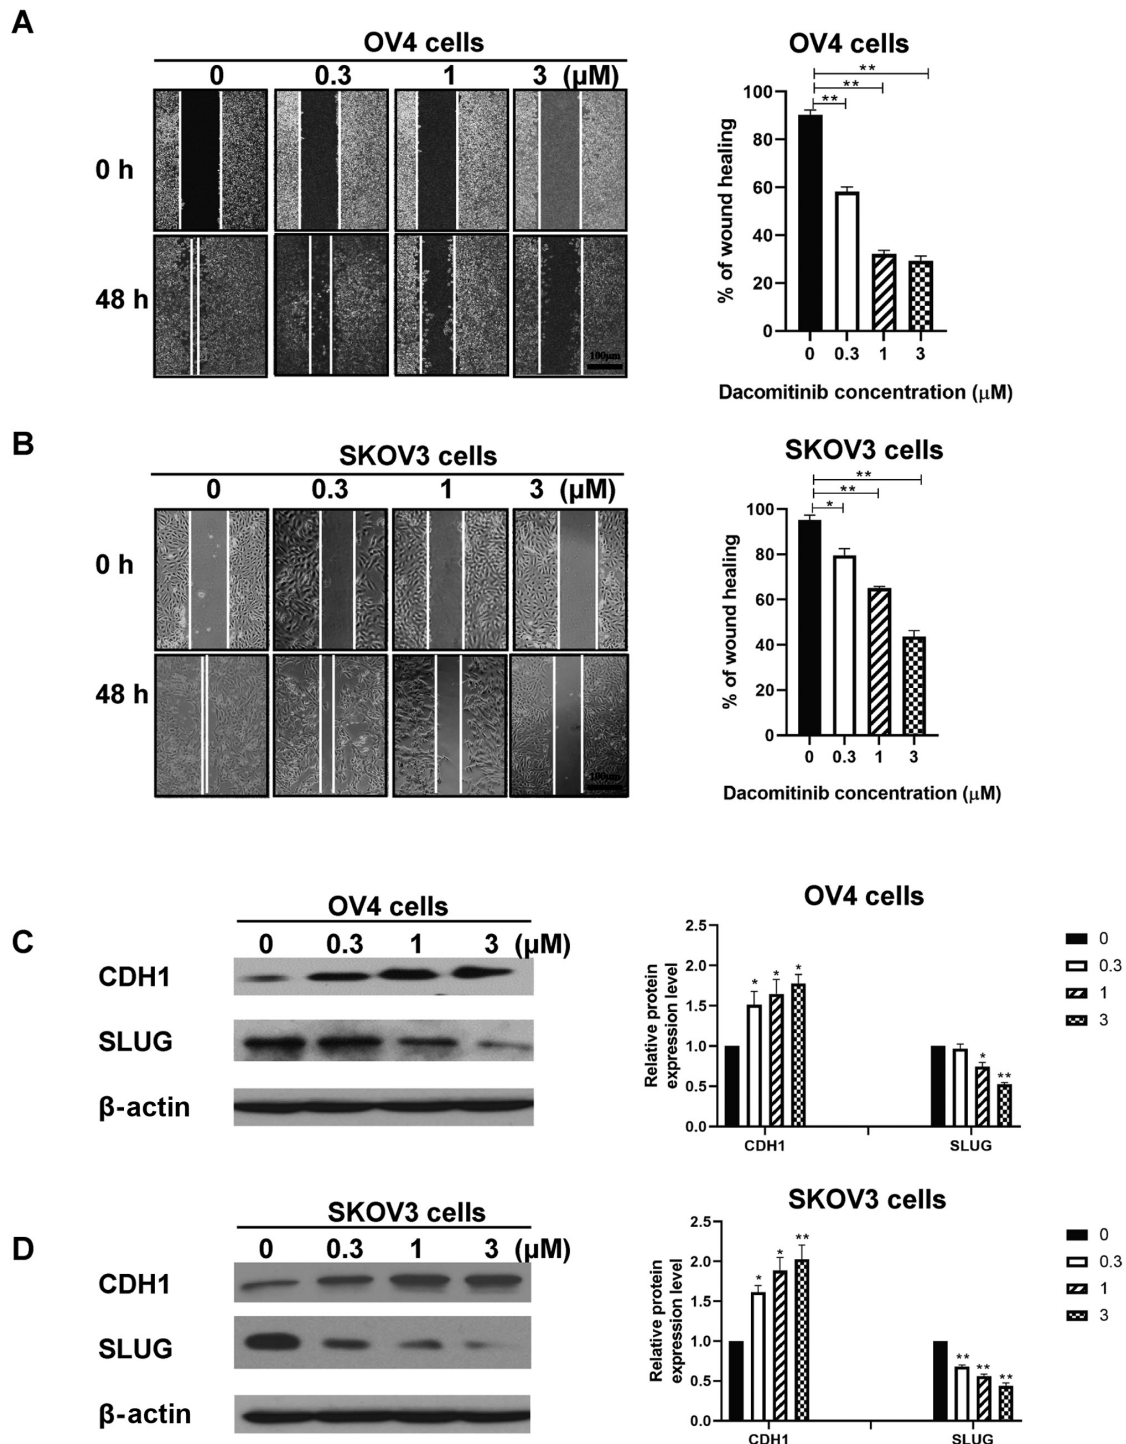 A
OV4 cells
0 0.3 1 3 (μM)
0 h
48 h
100μm
OV4 cells
**
**
**
% of wound healing
100
80
60
40
20
0
0 0.3 1 3
Dacomitinib concentration (μM)
B
SKOV3 cells
0 0.3 1 3 (μM)
0 h
48 h
100μm
SKOV3 cells
**
**
*
% of wound healing
100
80
60
40
20
0
0 0.3 1 3
Dacomitinib concentration (μM)
C
OV4 cells
0 0.3 1 3 (μM)
CDH1
SLUG
β-actin
OV4 cells
Relative protein
expression level
2.5
2.0
1.5
1.0
0.5
0.0
* * *
* **
CDH1 SLUG
0
0.3
1
3
D
SKOV3 cells
0 0.3 1 3 (μM)
CDH1
SLUG
β-actin
SKOV3 cells
Relative protein
expression level
2.5
2.0
1.5
1.0
0.5
0.0
* * **
** ** **
CDH1 SLUG
0
0.3
1
3